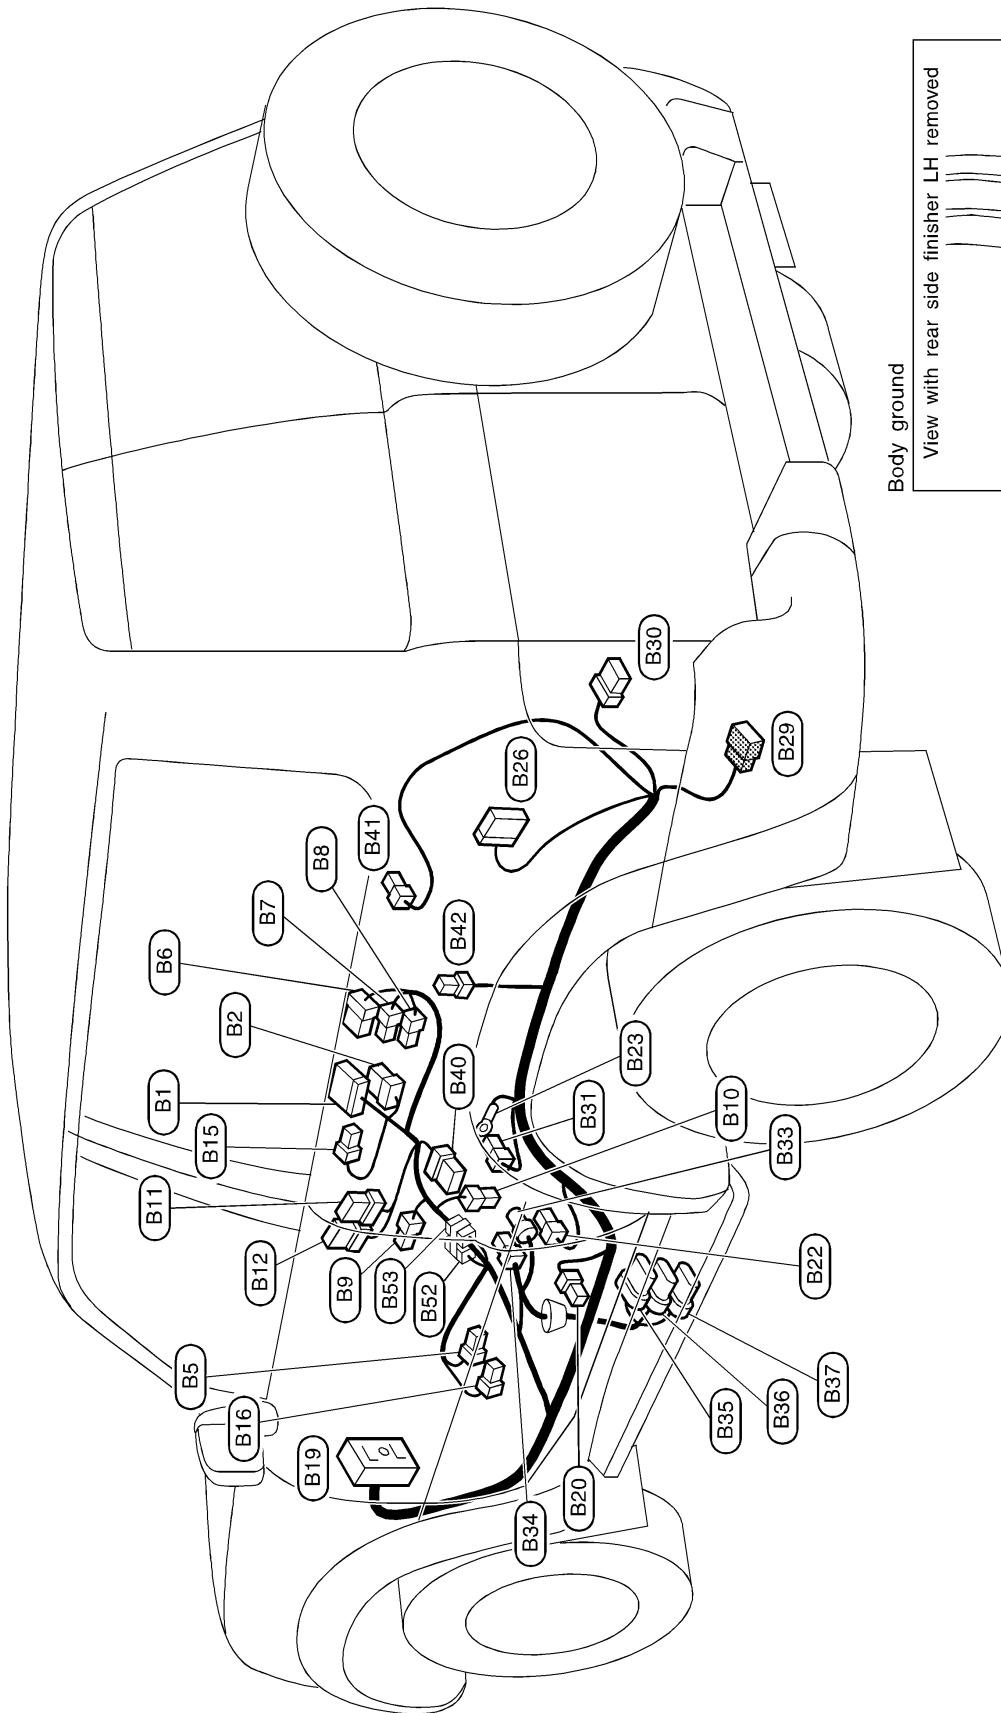 B19
B16
B5
B12
B11
B15
B1
B2
B6
B7
B8
B41
B9
B53
B52
B40
B42
B26
B30
B29
B34
B20
B35
B36
B37
B22
B33
B10
B31
B23
Body ground
View with rear side finisher LH removed